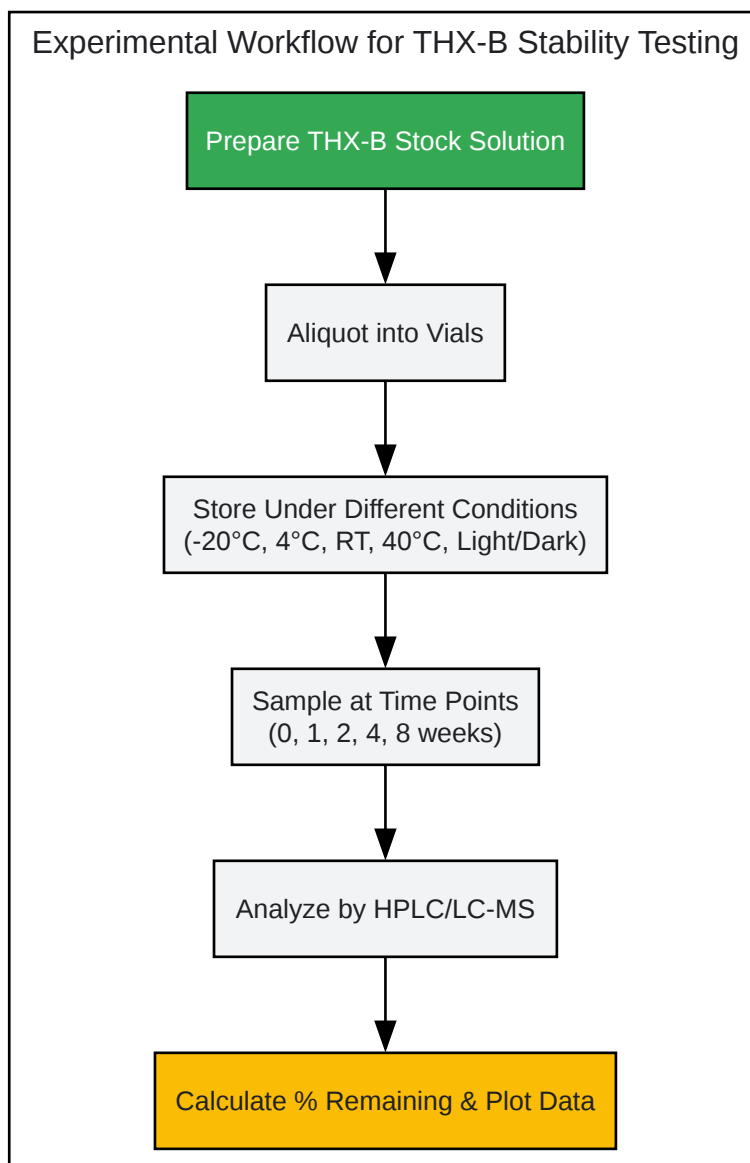 Experimental Workflow for THX-B Stability Testing
Prepare THX-B Stock Solution
Aliquot into Vials
Store Under Different Conditions
(-20°C, 4°C, RT, 40°C, Light/Dark)
Sample at Time Points
(0, 1, 2, 4, 8 weeks)
Analyze by HPLC/LC-MS
Calculate % Remaining & Plot Data